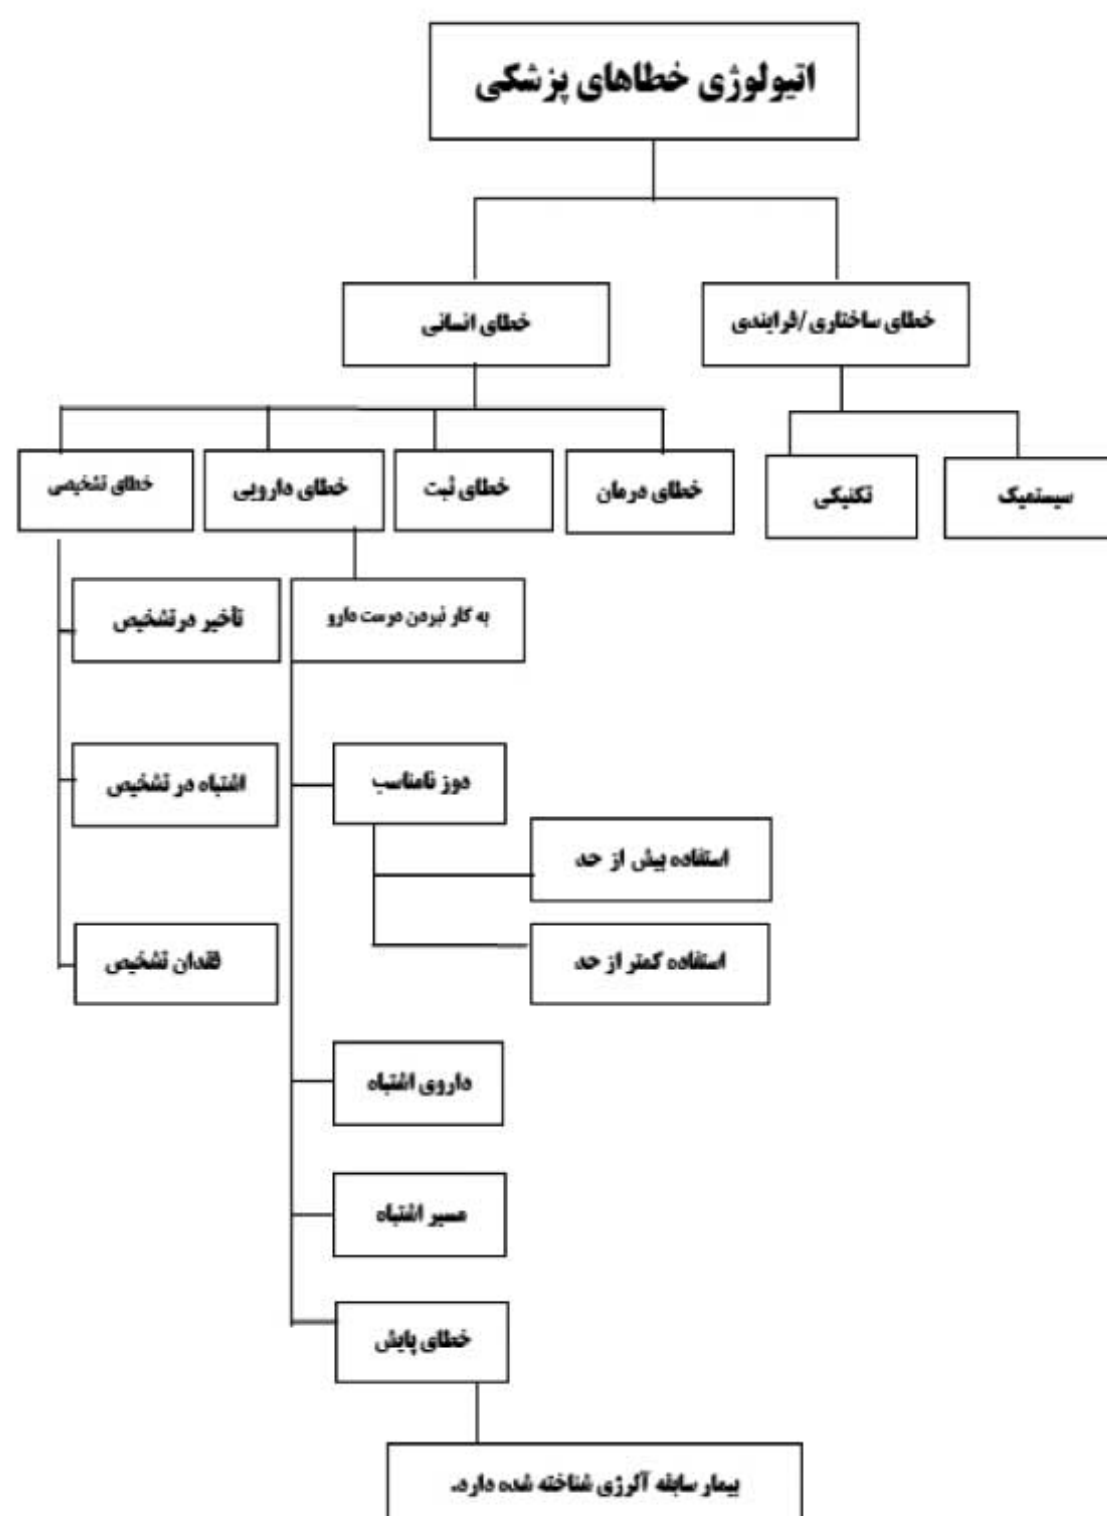 اتیولوژی خطاهای پزشکی
خطای ساختاری/فرایندی
خطای انسانی
سیستمیک
تکنیکی
خطای درمان
خطای ثبت
خطای دارویی
خطای تشخیصی
به کار نبردن درست دارو
تأخیر درتشخیص
دوز نامناسب
اشتباه در تشخیص
استفاده بیش از حد
استفاده کمتر از حد
فقدان تشخیص
داروی اشتباه
مسیر اشتباه
خطای پایش
بیمار سابقه آلرژی شناخته شده دارد.